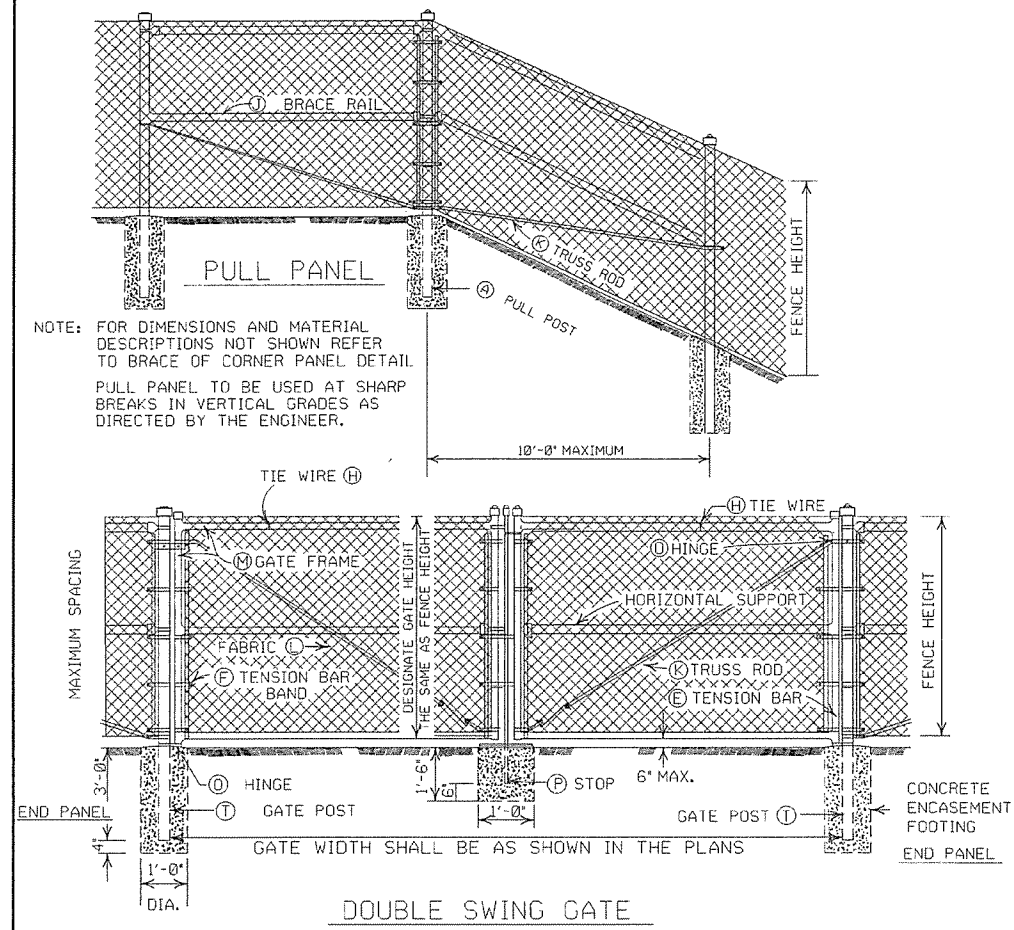 Ⓙ BRACE RAIL
PULL PANEL
Ⓚ TRUSS ROD
Ⓐ PULL POST
FENCE HEIGHT
NOTE: FOR DIMENSIONS AND MATERIAL
DESCRIPTIONS NOT SHOWN REFER
TO BRACE OF CORNER PANEL DETAIL
PULL PANEL TO BE USED AT SHARP
BREAKS IN VERTICAL GRADES AS
DIRECTED BY THE ENGINEER.
10'-0" MAXIMUM
TIE WIRE Ⓗ
Ⓗ TIE WIRE
Ⓞ HINGE
Ⓜ GATE FRAME
HORIZONTAL SUPPORT
MAXIMUM SPACING
FABRIC Ⓛ
DESIGNATE GATE HEIGHT
THE SAME AS FENCE HEIGHT
Ⓕ TENSION BAR
BAND
Ⓚ TRUSS ROD
Ⓔ TENSION BAR
FENCE HEIGHT
3'-0"
Ⓞ HINGE
1'-6"
6"
Ⓟ STOP
6" MAX.
END PANEL
Ⓣ GATE POST
1'-0"
GATE POST Ⓣ
CONCRETE
ENCASEMENT
FOOTING
4"
GATE WIDTH SHALL BE AS SHOWN IN THE PLANS
END PANEL
1'-0"
DIA.
DOUBLE SWING GATE